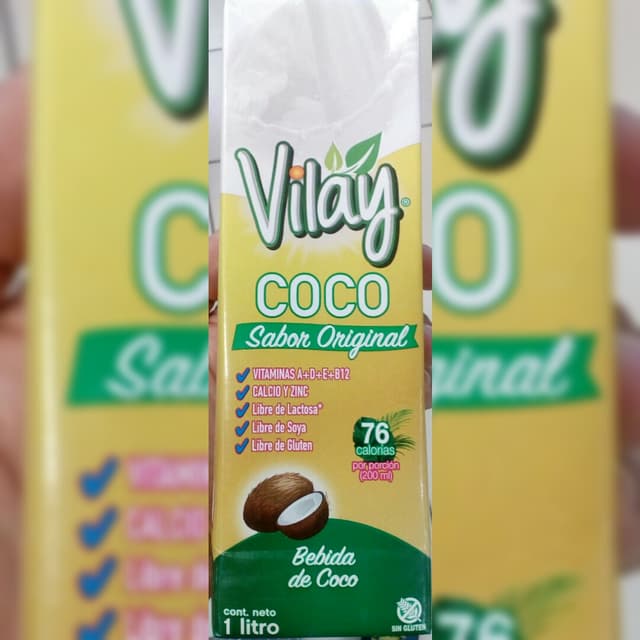 Vilay®
COCO
Sabor Original
VITAMINAS A+D+E+B12
CALCIO Y ZINC
Libre de Lactosa*
Libre de Soya
Libre de Gluten
76
calorías
por porción
(200 ml)
Bebida
de Coco
cont. neto
1 litro
SIN GLUTEN